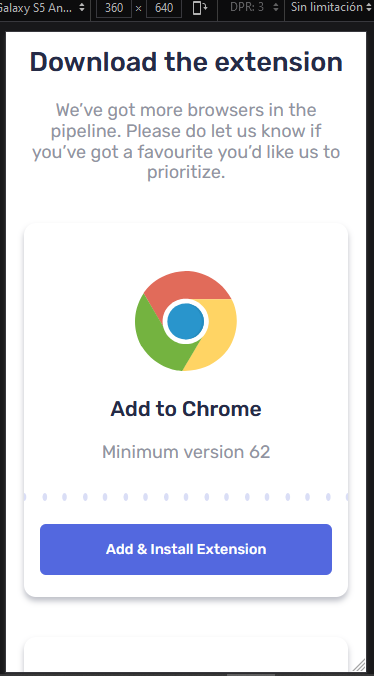 Galaxy S5 An...
360 × 640
DPR: 3
Sin limitación
Download the extension
We’ve got more browsers in the
pipeline. Please do let us know if
you’ve got a favourite you’d like us to
prioritize.
Add to Chrome
Minimum version 62
Add & Install Extension